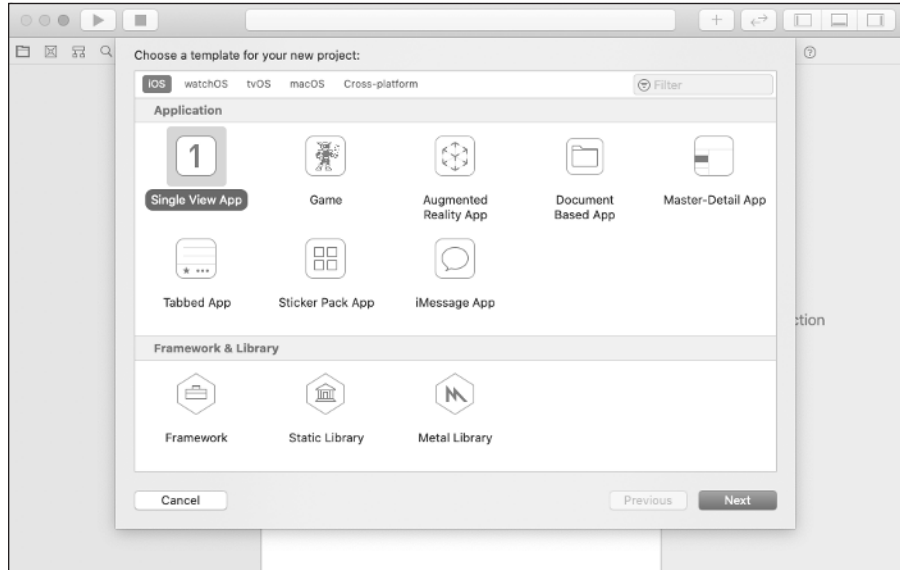 Choose a template for your new project:
iOS watchOS tvOS macOS Cross-platform Filter
Application
1
Single View App Game Augmented Reality App Document Based App Master-Detail App
Tabbed App Sticker Pack App iMessage App
ction
Framework & Library
Framework Static Library Metal Library
Cancel Previous Next